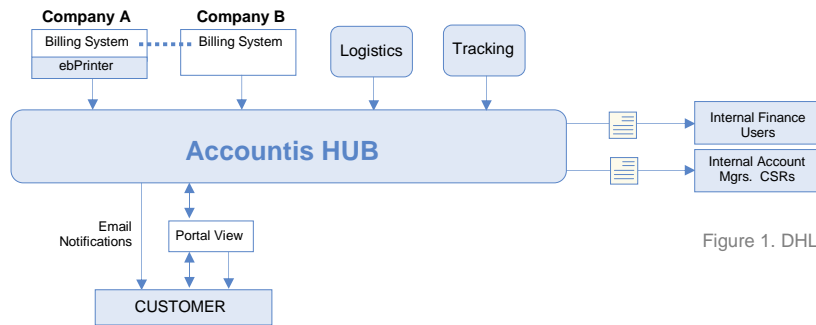 Company A
Company B
Billing System
Billing System
ebPrinter
Logistics
Tracking
Accountis HUB
Internal Finance
Users
Internal Account
Mgrs. CSRs
Email
Notifications
Portal View
Figure 1. DHL
CUSTOMER